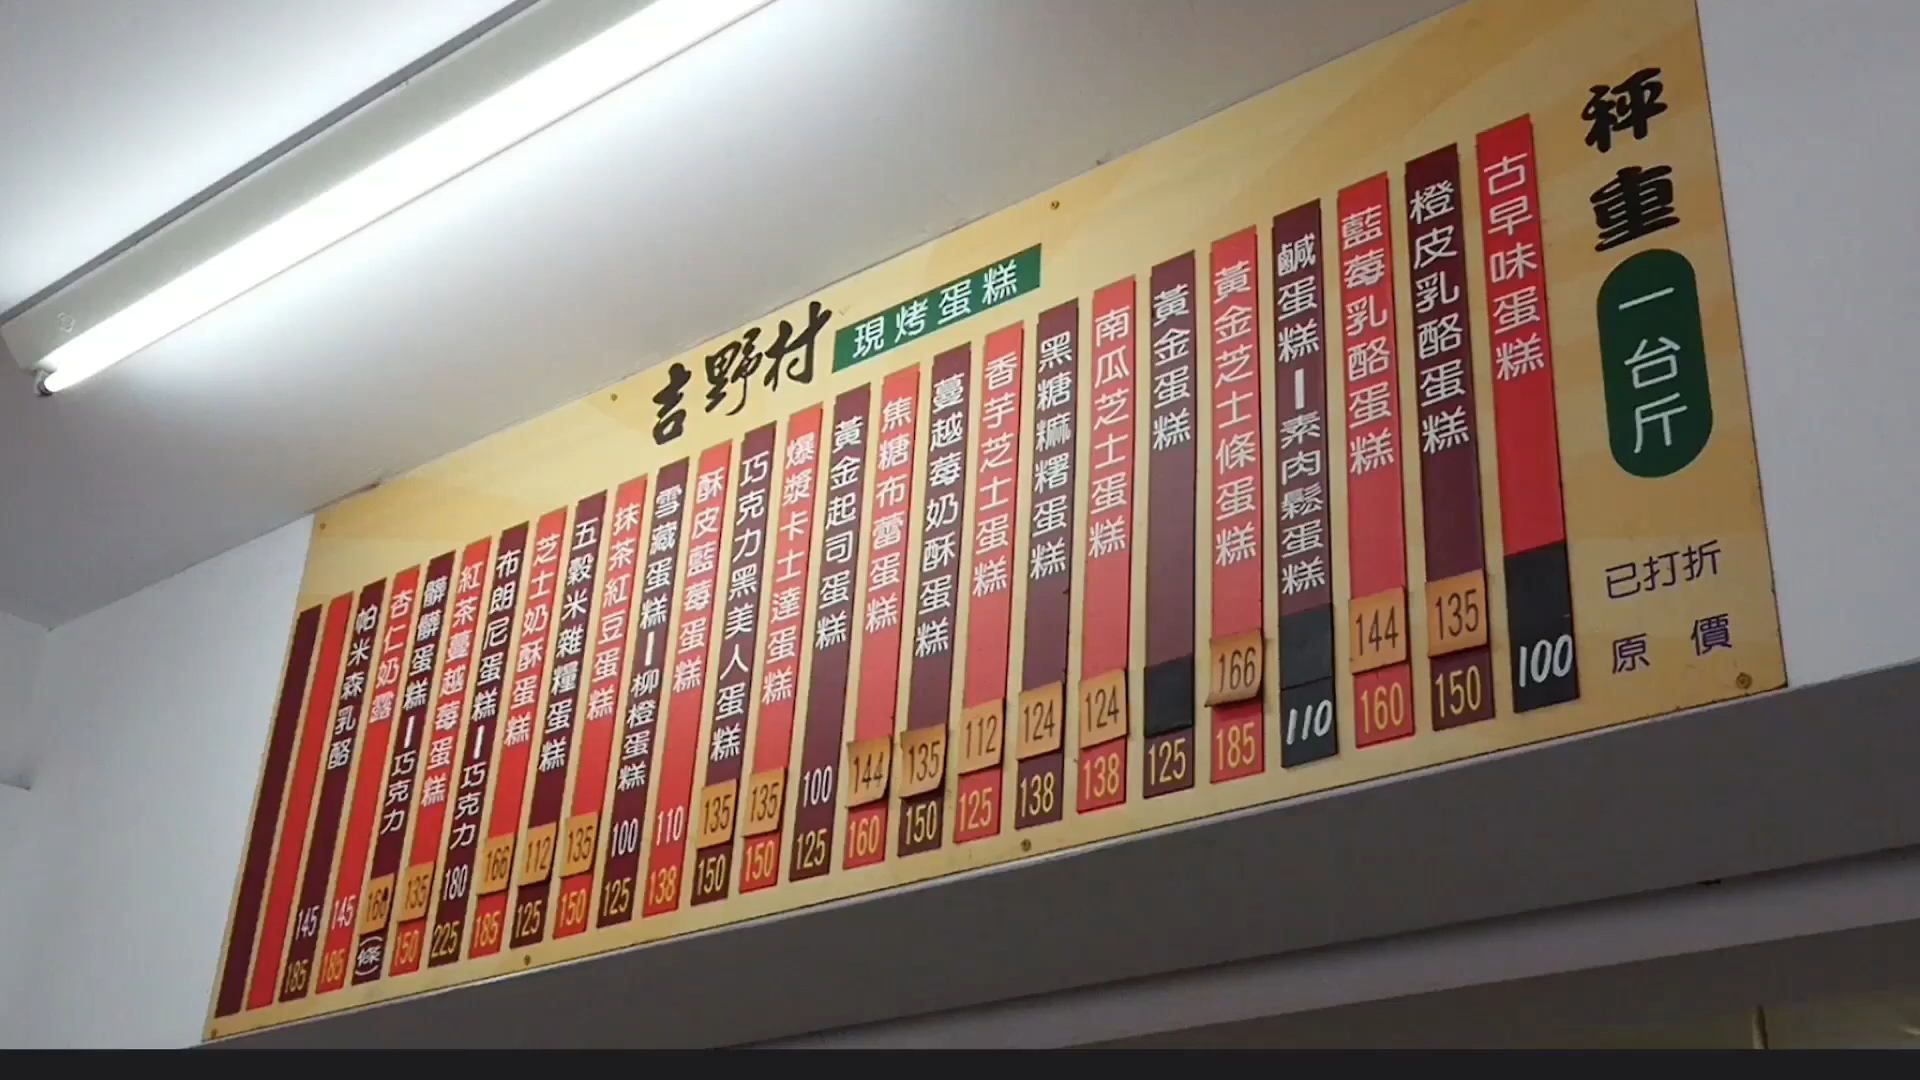 吉野村
現烤蛋糕
秤重
一台斤
已打折
原價
古早味蛋糕
100
橙皮乳酪蛋糕
135
150
藍莓乳酪蛋糕
144
160
鹹蛋糕ー素肉鬆蛋糕
110
黃金芝士條蛋糕
166
185
黃金蛋糕
125
南瓜芝士蛋糕
124
138
黑糖麻糬蛋糕
124
138
香芋芝士蛋糕
112
125
蔓越莓奶酥蛋糕
135
150
焦糖布蕾蛋糕
144
160
黃金起司蛋糕
100
125
爆漿卡士達蛋糕
135
150
巧克力黑美人蛋糕
135
150
酥皮藍莓蛋糕
110
138
雪藏蛋糕ー柳橙蛋糕
100
125
抹茶紅豆蛋糕
135
150
五穀米雜糧蛋糕
112
125
芝士奶酥蛋糕
166
185
布朗尼蛋糕ー巧克力
180
225
紅茶蔓越莓蛋糕
135
150
髒髒蛋糕ー巧克力
160
(條)
杏仁奶露
145
185
帕米森乳酪
145
185